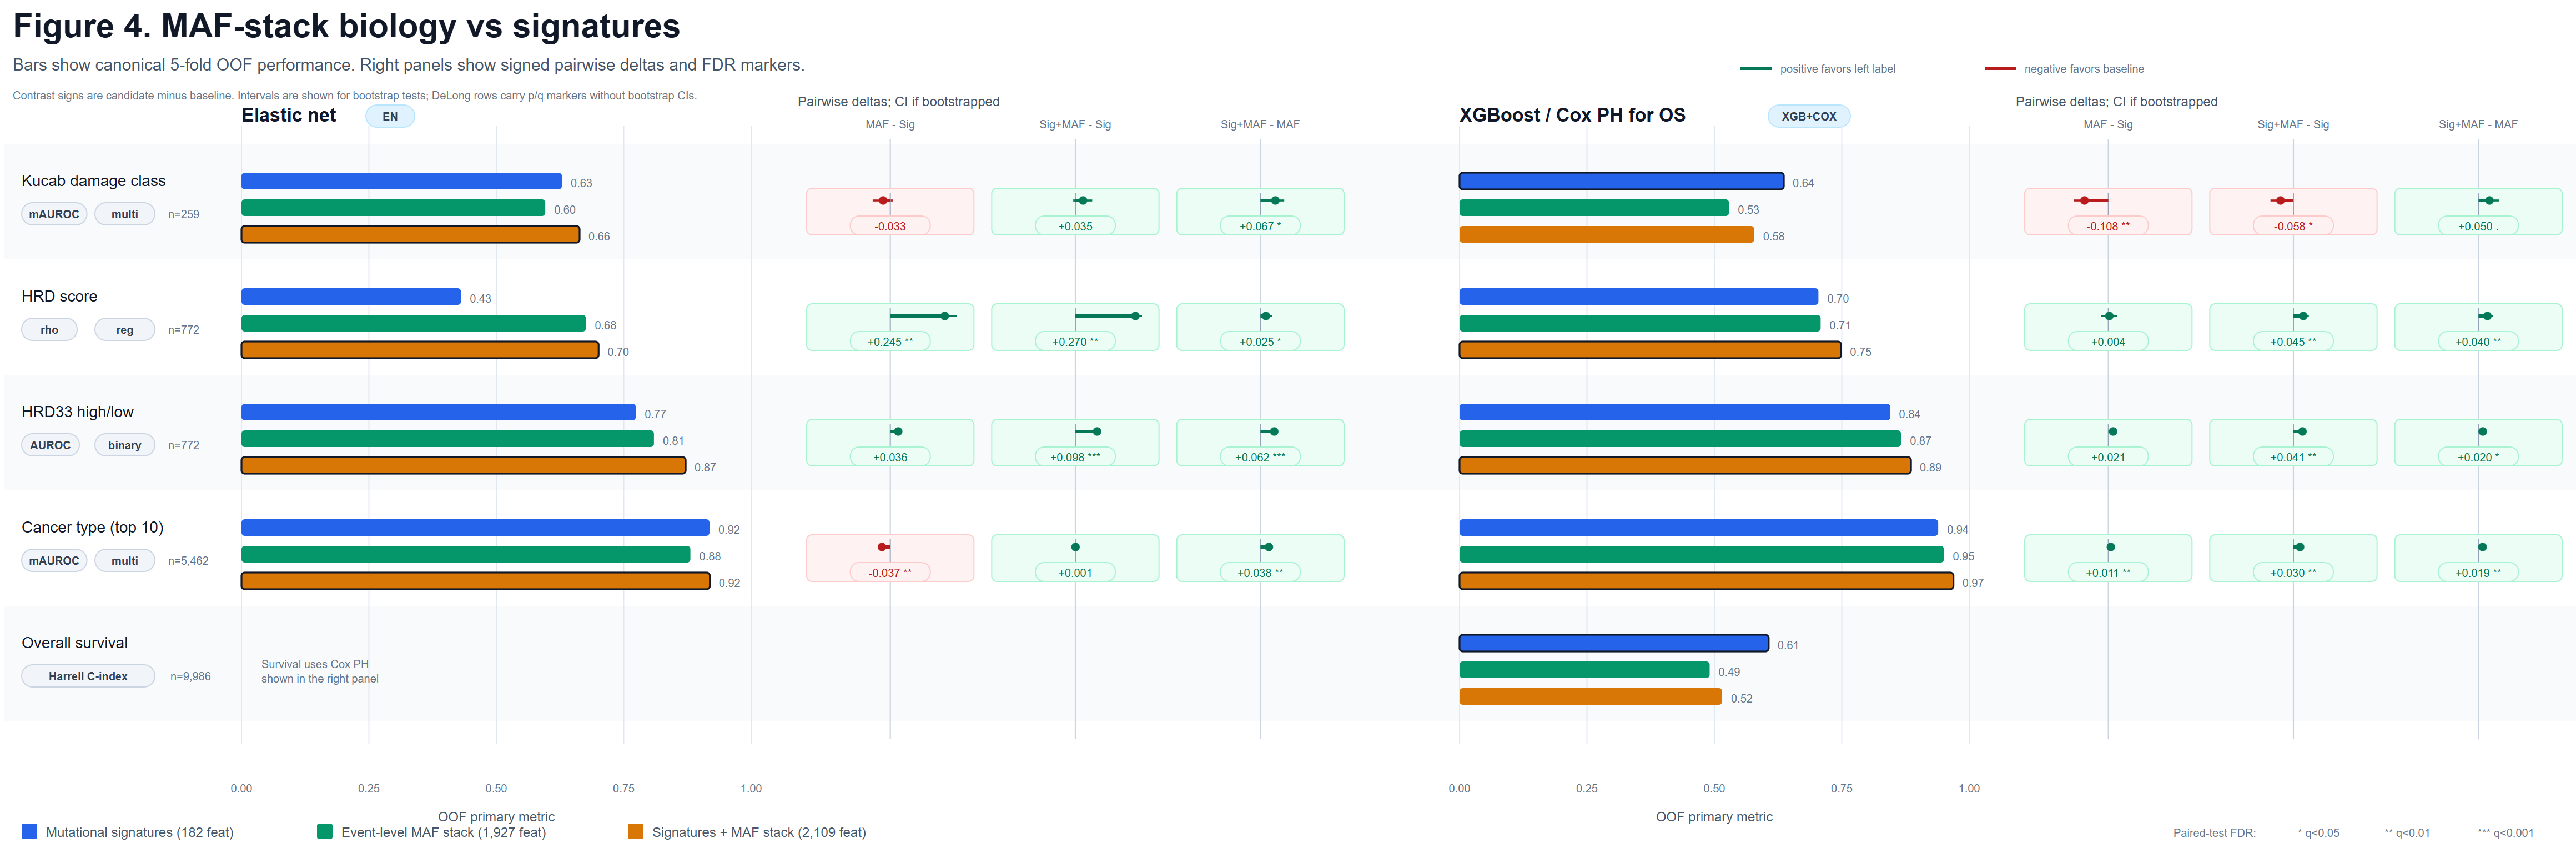 Figure 4. MAF-stack biology vs signatures
Bars show canonical 5-fold OOF performance. Right panels show signed pairwise deltas and FDR markers.
positive favors left label
negative favors baseline
Contrast signs are candidate minus baseline. Intervals are shown for bootstrap tests; DeLong rows carry p/q markers without bootstrap CIs.
Elastic net
EN
Pairwise deltas; CI if bootstrapped
MAF - Sig
Sig+MAF - Sig
Sig+MAF - MAF
XGBoost / Cox PH for OS
XGB+COX
Pairwise deltas; CI if bootstrapped
MAF - Sig
Sig+MAF - Sig
Sig+MAF - MAF
Kucab damage class
mAUROC
multi
n=259
0.63
0.60
0.66
-0.033
+0.035
+0.067 *
0.64
0.53
0.58
-0.108 **
-0.058 *
+0.050 .
HRD score
rho
reg
n=772
0.43
0.68
0.70
+0.245 **
+0.270 **
+0.025 *
0.70
0.71
0.75
+0.004
+0.045 **
+0.040 **
HRD33 high/low
AUROC
binary
n=772
0.77
0.81
0.87
+0.036
+0.098 ***
+0.062 ***
0.84
0.87
0.89
+0.021
+0.041 **
+0.020 *
Cancer type (top 10)
mAUROC
multi
n=5,462
0.92
0.88
0.92
-0.037 **
+0.001
+0.038 **
0.94
0.95
0.97
+0.011 **
+0.030 **
+0.019 **
Overall survival
Harrell C-index
n=9,986
Survival uses Cox PH
shown in the right panel
0.61
0.49
0.52
0.00
0.25
0.50
0.75
1.00
OOF primary metric
0.00
0.25
0.50
0.75
1.00
OOF primary metric
Mutational signatures (182 feat)
Event-level MAF stack (1,927 feat)
Signatures + MAF stack (2,109 feat)
Paired-test FDR:
* q<0.05
** q<0.01
*** q<0.001